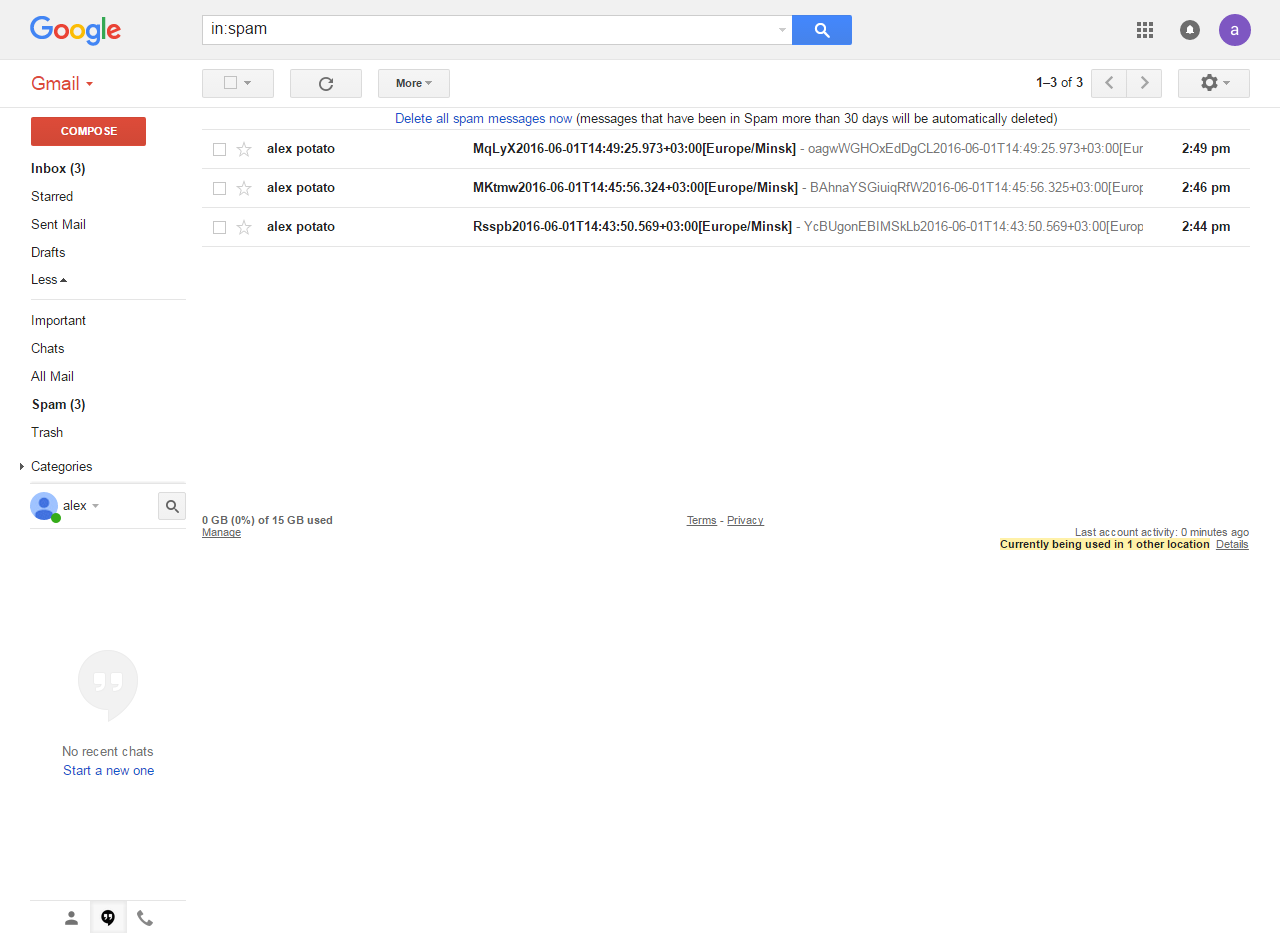 Google
in:spam
a
Gmail
More
1–3 of 3
COMPOSE
Inbox (3)
Starred
Sent Mail
Drafts
Less
Important
Chats
All Mail
Spam (3)
Trash
Categories
alex
Delete all spam messages now (messages that have been in Spam more than 30 days will be automatically deleted)
alex potato MqLyX2016-06-01T14:49:25.973+03:00[Europe/Minsk] - oagwWGHOxEdDgCL2016-06-01T14:49:25.973+03:00[Eur 2:49 pm
alex potato MKtmw2016-06-01T14:45:56.324+03:00[Europe/Minsk] - BAhnaYSGiuiqRfW2016-06-01T14:45:56.325+03:00[Europ 2:46 pm
alex potato Rsspb2016-06-01T14:43:50.569+03:00[Europe/Minsk] - YcBUgonEBIMSkLb2016-06-01T14:43:50.569+03:00[Europ 2:44 pm
0 GB (0%) of 15 GB used
Manage
Terms - Privacy
Last account activity: 0 minutes ago
Currently being used in 1 other location Details
No recent chats
Start a new one